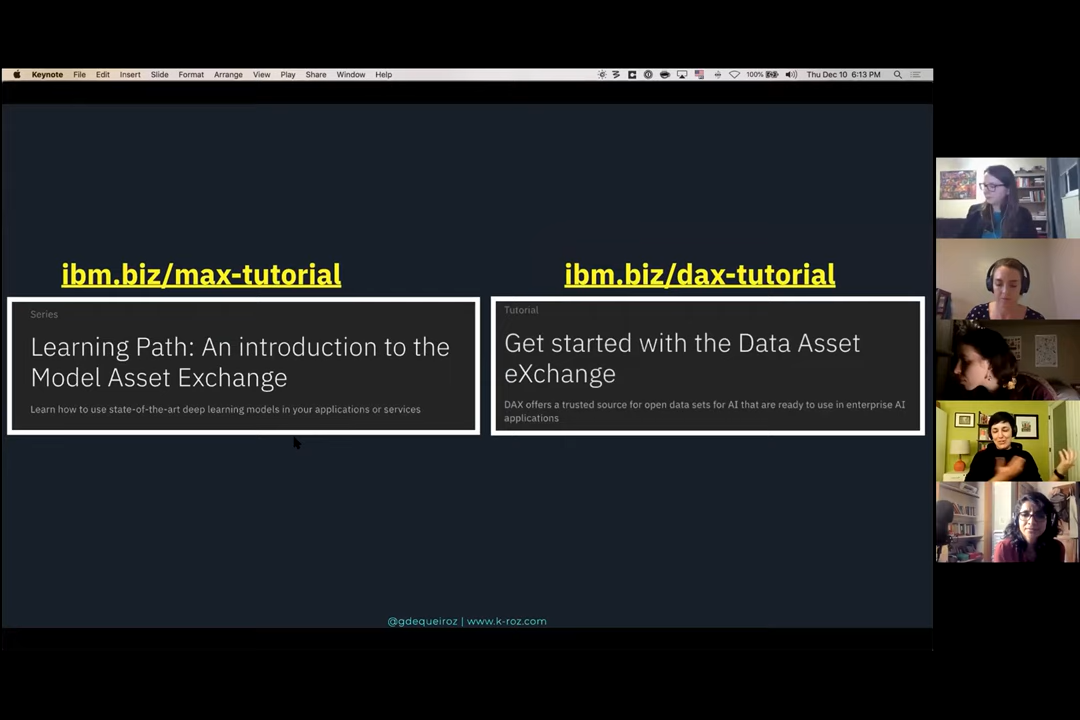 Keynote File Edit Insert Slide Format Arrange View Play Share Window Help
100% Thu Dec 10 6:13 PM
ibm.biz/max-tutorial
Series
Learning Path: An introduction to the
Model Asset Exchange
Learn how to use state-of-the-art deep learning models in your applications or services
ibm.biz/dax-tutorial
Tutorial
Get started with the Data Asset
eXchange
DAX offers a trusted source for open data sets for AI that are ready to use in enterprise AI
applications
@gdequeiroz | www.k-roz.com